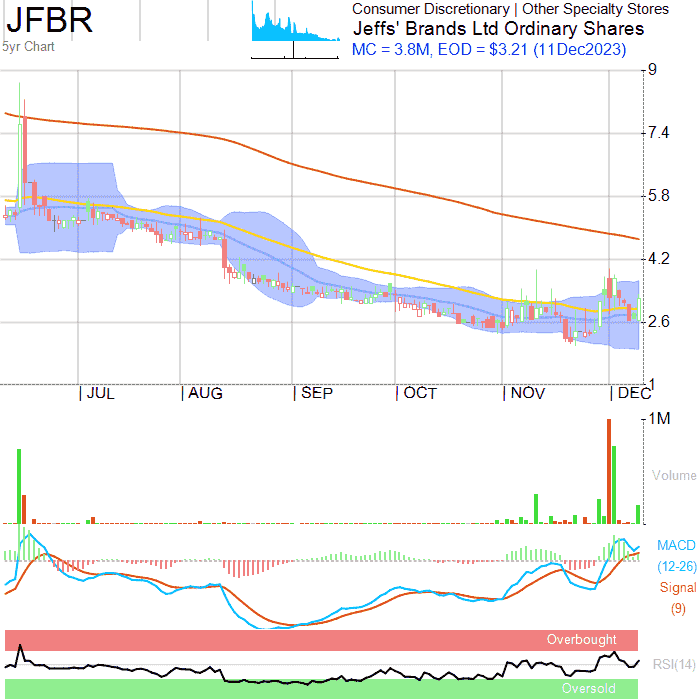 JFBR
5yr Chart
Consumer Discretionary | Other Specialty Stores
Jeffs' Brands Ltd Ordinary Shares
MC = 3.8M, EOD = $3.21 (11Dec2023)
9
7.4
5.8
4.2
2.6
1
JUL AUG SEP OCT NOV DEC
1M
Volume
MACD
(12-26)
Signal
(9)
Overbought
RSI(14)
Oversold